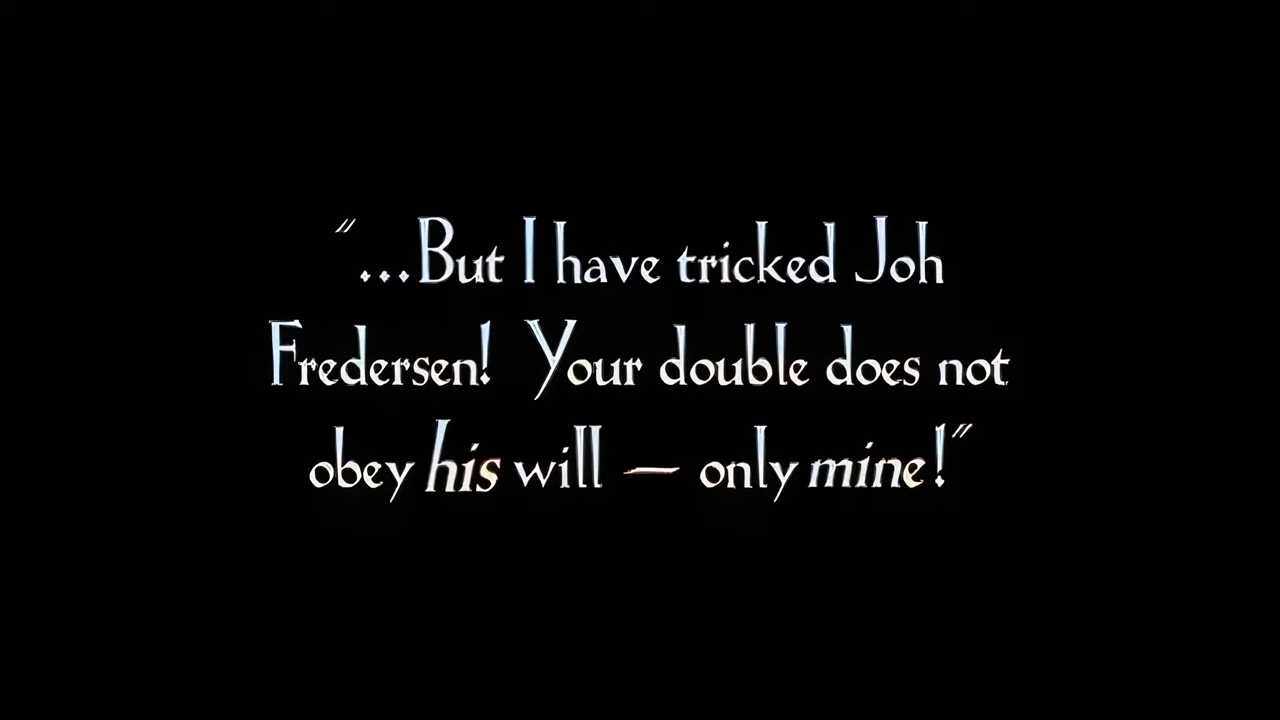 "...But I have tricked Joh
Fredersen! Your double does not
obey his will — only mine!"